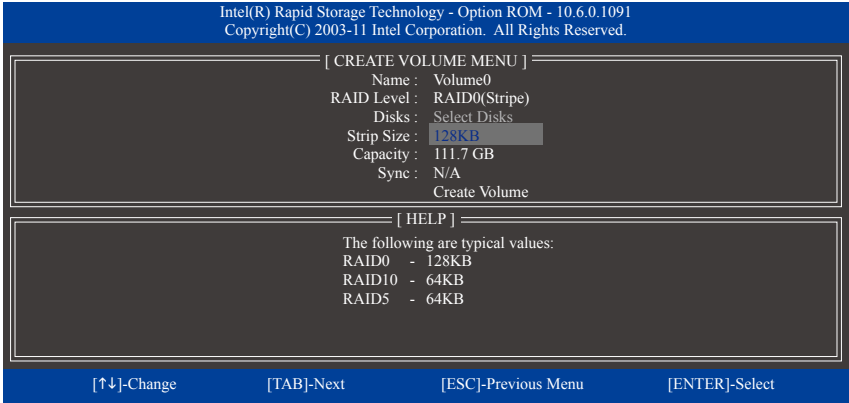 Intel(R) Rapid Storage Technology - Option ROM - 10.6.0.1091
Copyright(C) 2003-11 Intel Corporation. All Rights Reserved.
[ CREATE VOLUME MENU ]
Name : Volume0
RAID Level : RAID0(Stripe)
Disks : Select Disks
Strip Size : 128KB
Capacity : 111.7 GB
Sync : N/A
Create Volume
[ HELP ]
The following are typical values:
RAID0 - 128KB
RAID10 - 64KB
RAID5 - 64KB
[↑↓]-Change [TAB]-Next [ESC]-Previous Menu [ENTER]-Select